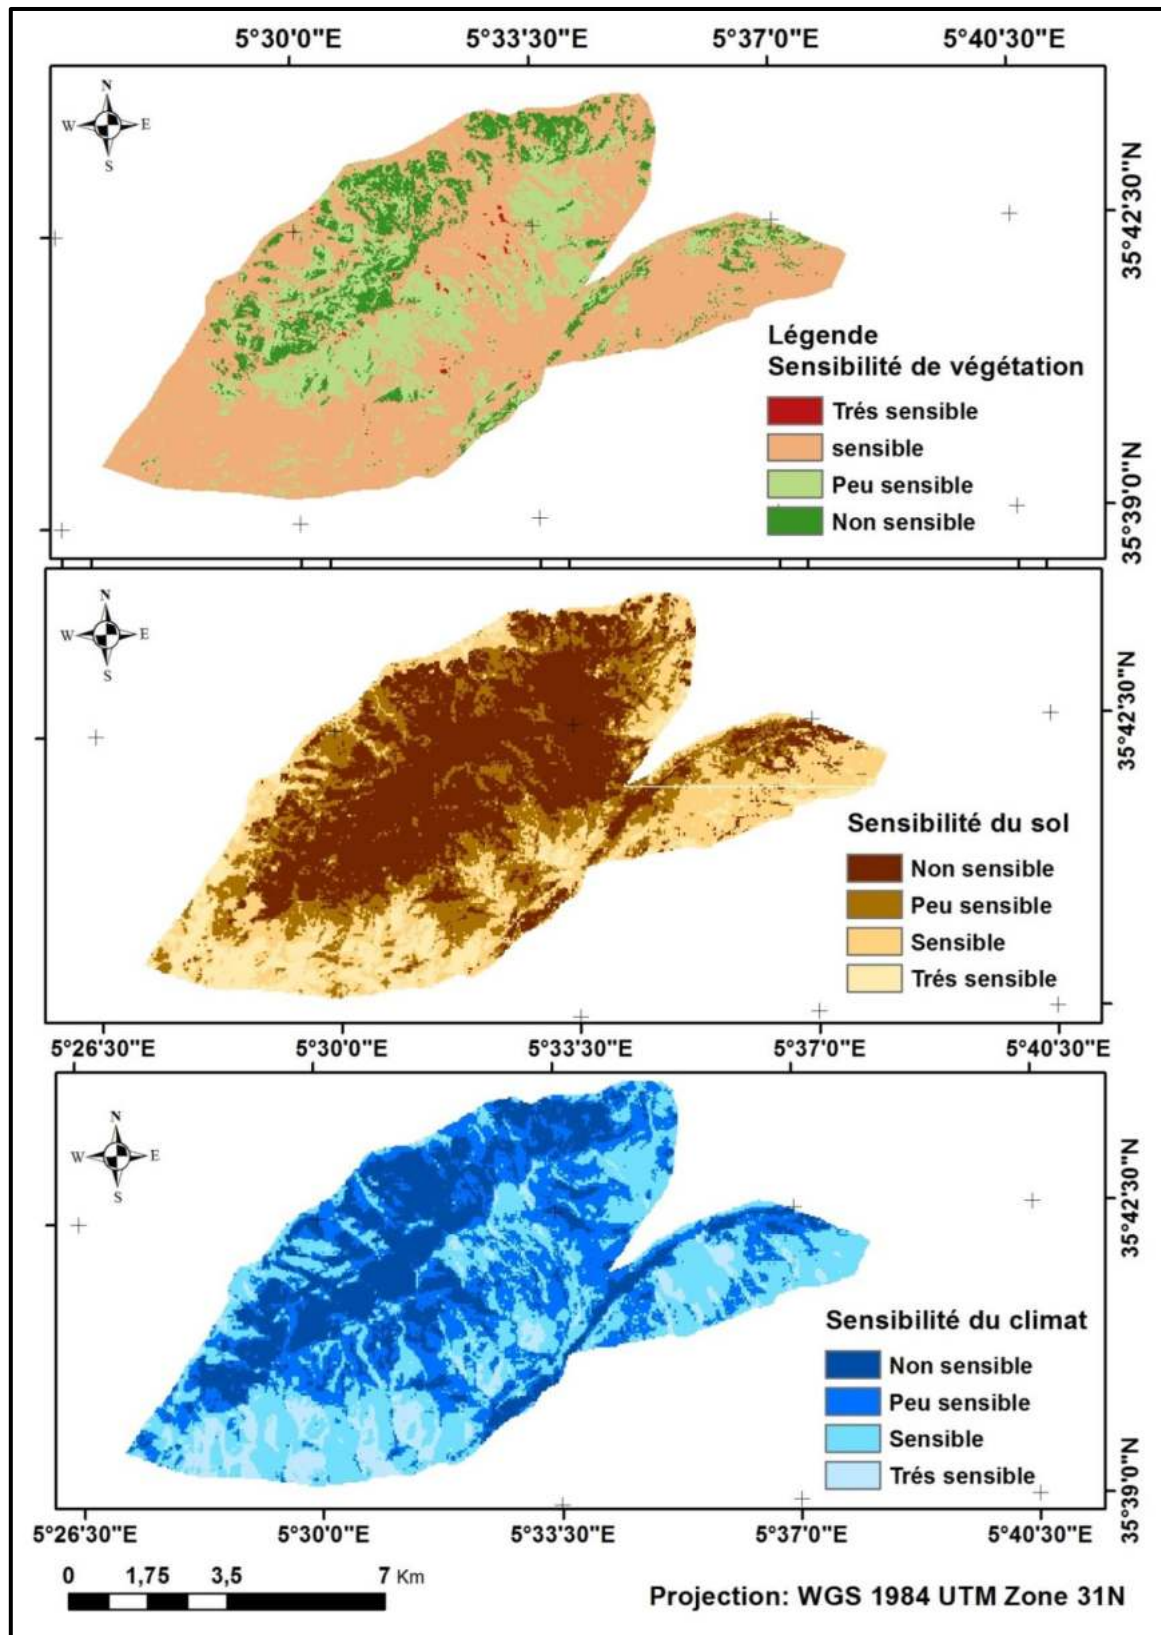 5°30'0"E 5°33'30"E 5°37'0"E 5°40'30"E
N
W E
S
35°42'30"N
Légende
Sensibilité de végétation
Trés sensible
sensible
Peu sensible
Non sensible
35°39'0"N
N
W E
S
35°42'30"N
Sensibilité du sol
Non sensible
Peu sensible
Sensible
Trés sensible
5°26'30"E 5°30'0"E 5°33'30"E 5°37'0"E 5°40'30"E
N
W E
S
35°42'30"N
Sensibilité du climat
Non sensible
Peu sensible
Sensible
Trés sensible
35°39'0"N
5°26'30"E 5°30'0"E 5°33'30"E 5°37'0"E 5°40'30"E
0 1,75 3,5 7 Km
Projection: WGS 1984 UTM Zone 31N